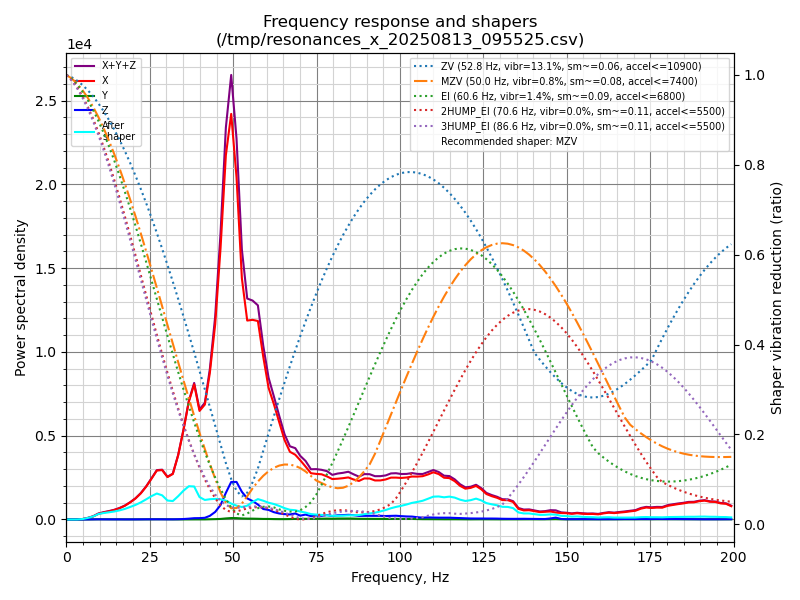 Frequency response and shapers
(/tmp/resonances_x_20250813_095525.csv)
1e4
X+Y+Z
X
Y
Z
After
shaper
ZV (52.8 Hz, vibr=13.1%, sm~=0.06, accel<=10900)
MZV (50.0 Hz, vibr=0.8%, sm~=0.08, accel<=7400)
EI (60.6 Hz, vibr=1.4%, sm~=0.09, accel<=6800)
2HUMP_EI (70.6 Hz, vibr=0.0%, sm~=0.11, accel<=5500)
3HUMP_EI (86.6 Hz, vibr=0.0%, sm~=0.11, accel<=5500)
Recommended shaper: MZV
Power spectral density
2.5
2.0
1.5
1.0
0.5
0.0
1.0
0.8
0.6
0.4
0.2
0.0
Shaper vibration reduction (ratio)
0 25 50 75 100 125 150 175 200
Frequency, Hz